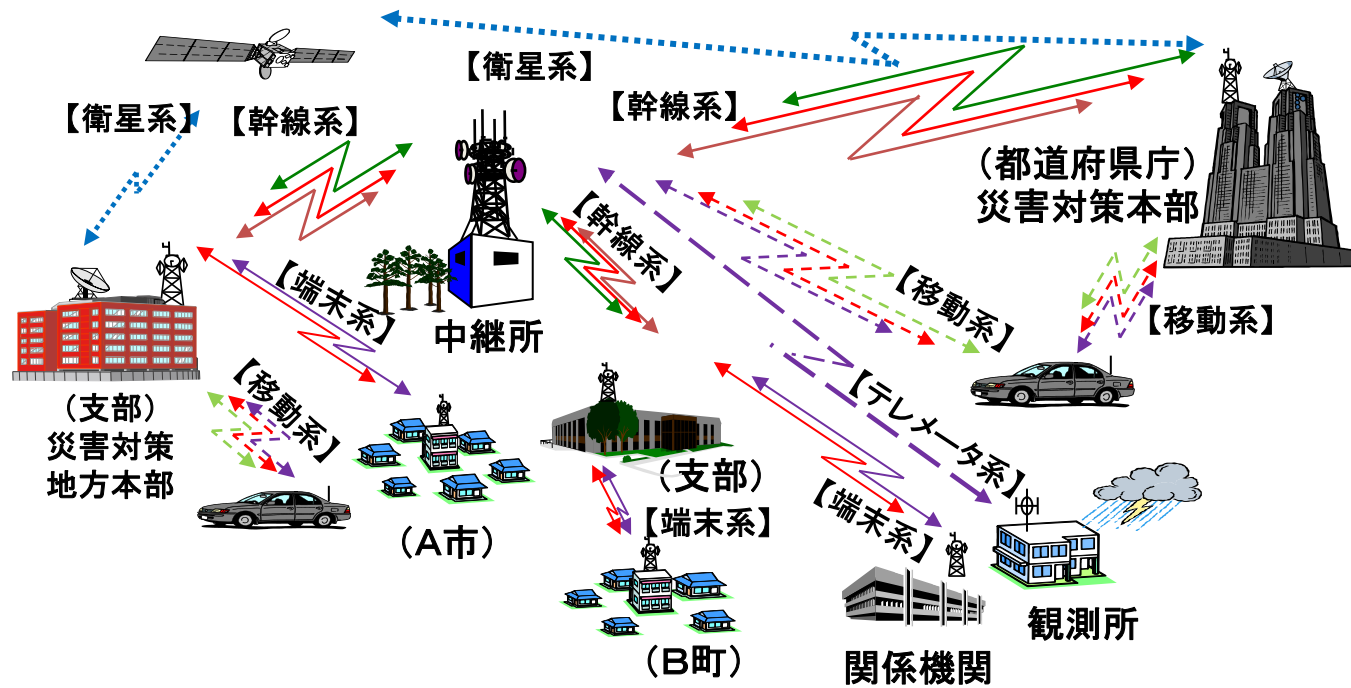 【衛星系】
【衛星系】
【幹線系】
【幹線系】
（都道府県庁）
災害対策本部
【幹線系】
【端末系】
中継所
【移動系】
【移動系】
【移動系】
【テレメータ系】
（支部）
災害対策
地方本部
（支部）
【端末系】
【端末系】
（A市）
（B町）
関係機関
観測所